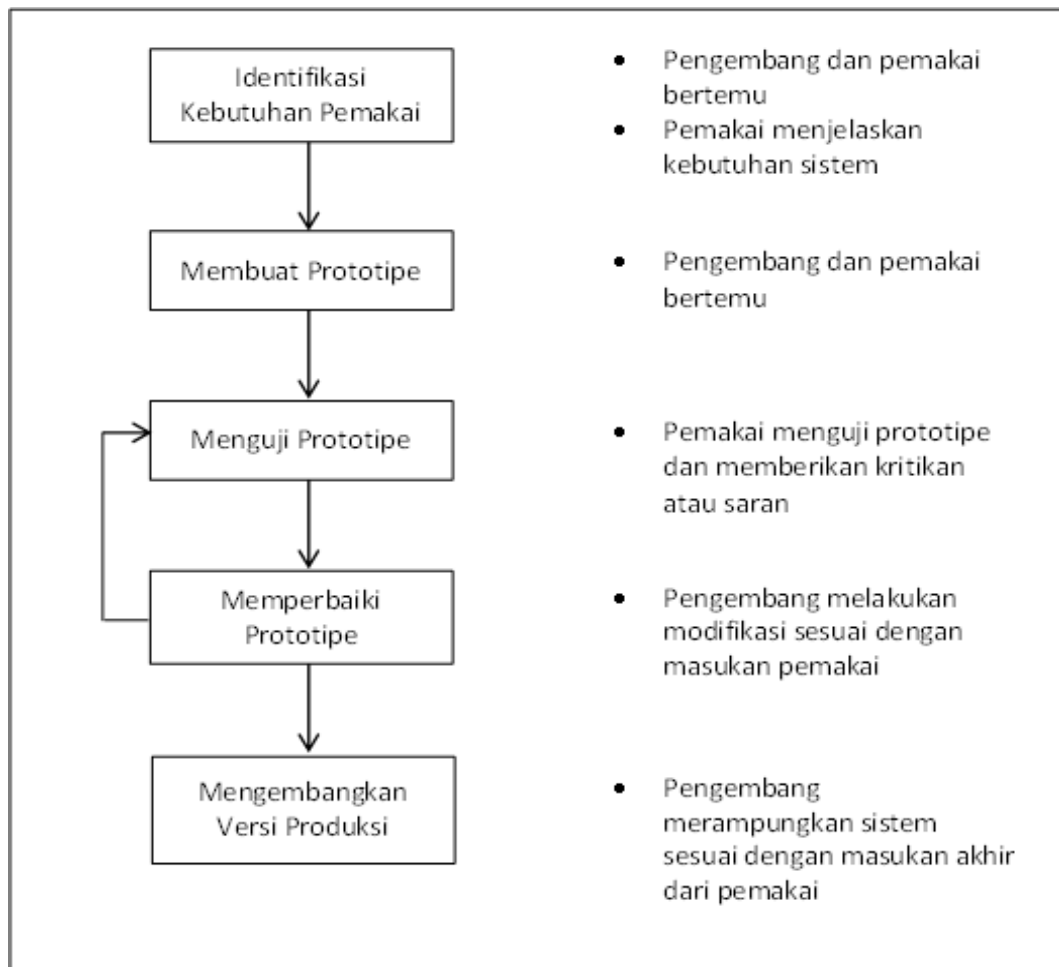 Identifikasi
Kebutuhan Pemakai
• Pengembang dan pemakai
bertemu
• Pemakai menjelaskan
kebutuhan sistem
Membuat Prototipe
• Pengembang dan pemakai
bertemu
Menguji Prototipe
• Pemakai menguji prototipe
dan memberikan kritikan
atau saran
Memperbaiki
Prototipe
• Pengembang melakukan
modifikasi sesuai dengan
masukan pemakai
Mengembangkan
Versi Produksi
• Pengembang
merampungkan sistem
sesuai dengan masukan akhir
dari pemakai